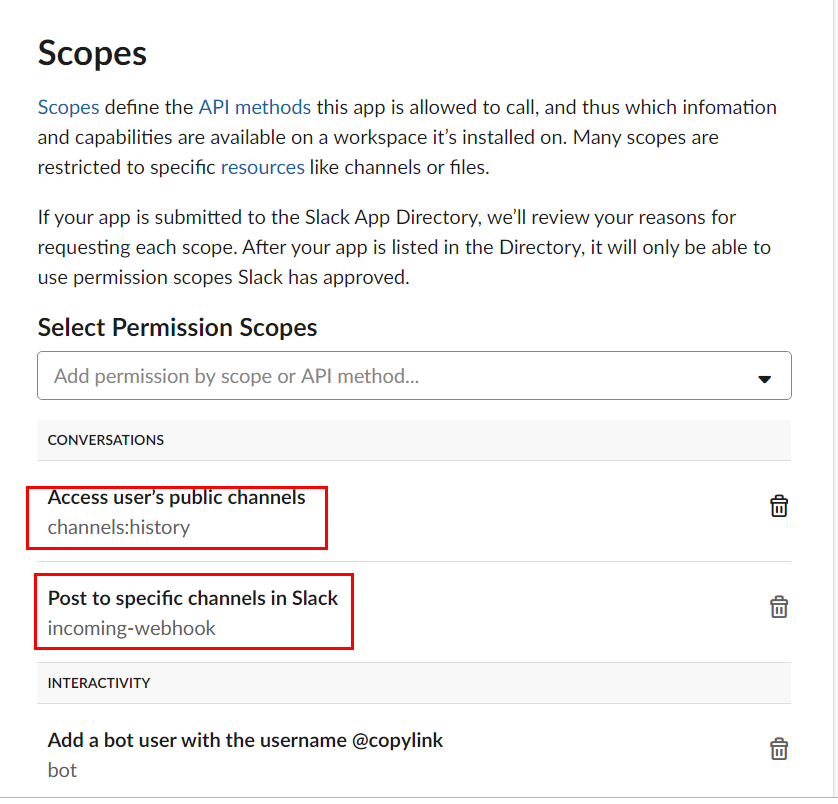 Scopes
Scopes define the API methods this app is allowed to call, and thus which infomation
and capabilities are available on a workspace it’s installed on. Many scopes are
restricted to specific resources like channels or files.
If your app is submitted to the Slack App Directory, we’ll review your reasons for
requesting each scope. After your app is listed in the Directory, it will only be able to
use permission scopes Slack has approved.
Select Permission Scopes
Add permission by scope or API method...
CONVERSATIONS
Access user’s public channels
channels:history
Post to specific channels in Slack
incoming-webhook
INTERACTIVITY
Add a bot user with the username @copylink
bot